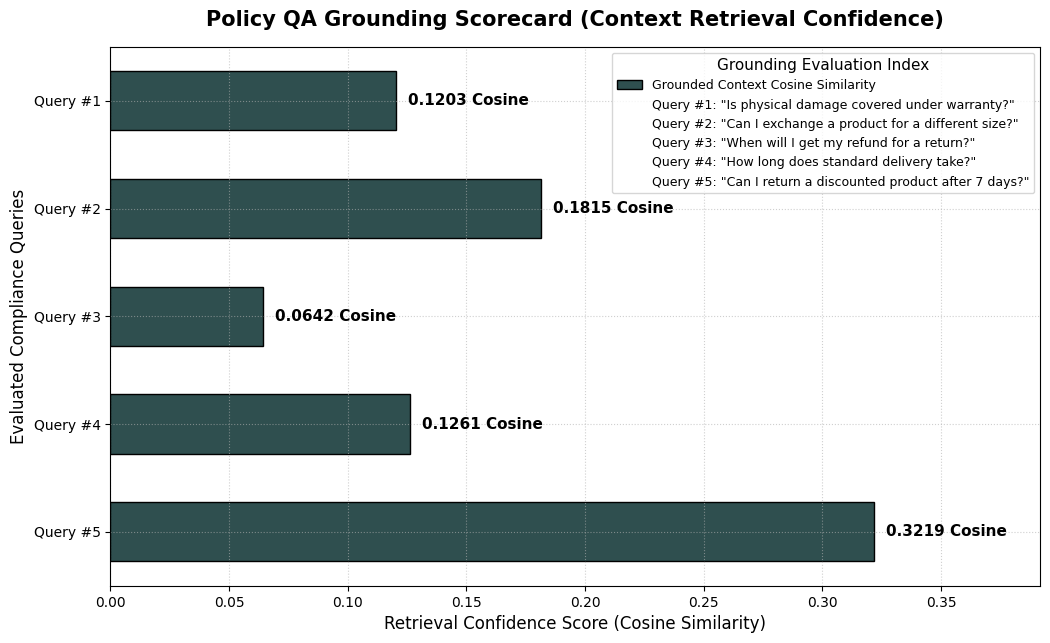 Policy QA Grounding Scorecard (Context Retrieval Confidence)
Grounding Evaluation Index
Grounded Context Cosine Similarity
Query #1: "Is physical damage covered under warranty?"
Query #2: "Can I exchange a product for a different size?"
Query #3: "When will I get my refund for a return?"
Query #4: "How long does standard delivery take?"
Query #5: "Can I return a discounted product after 7 days?"
Evaluated Compliance Queries
Query #1
0.1203 Cosine
Query #2
0.1815 Cosine
Query #3
0.0642 Cosine
Query #4
0.1261 Cosine
Query #5
0.3219 Cosine
0.00 0.05 0.10 0.15 0.20 0.25 0.30 0.35
Retrieval Confidence Score (Cosine Similarity)